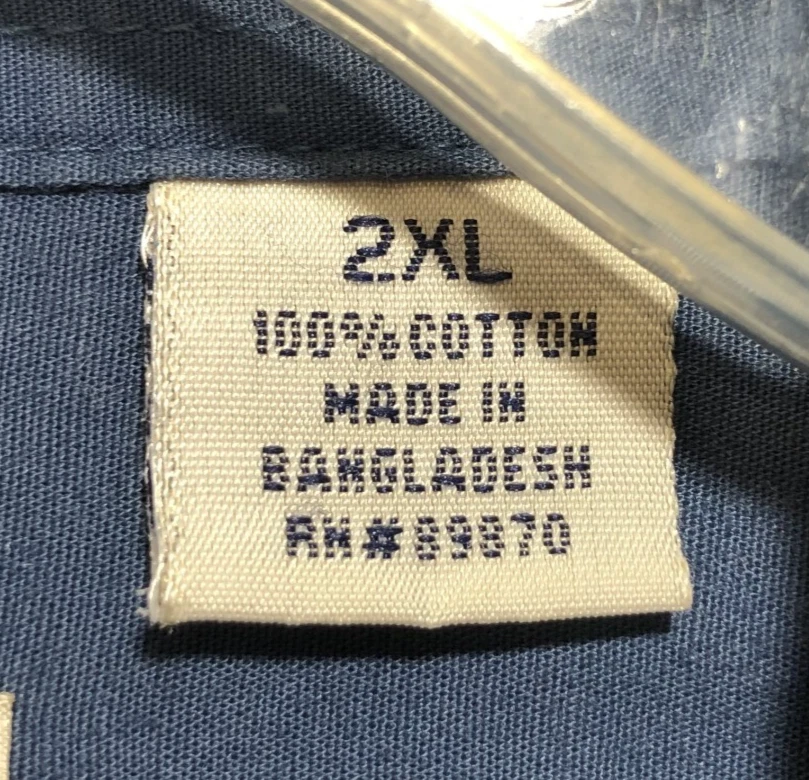 2XL
100% COTTON
MADE IN
BANGLADESH
RN#89870